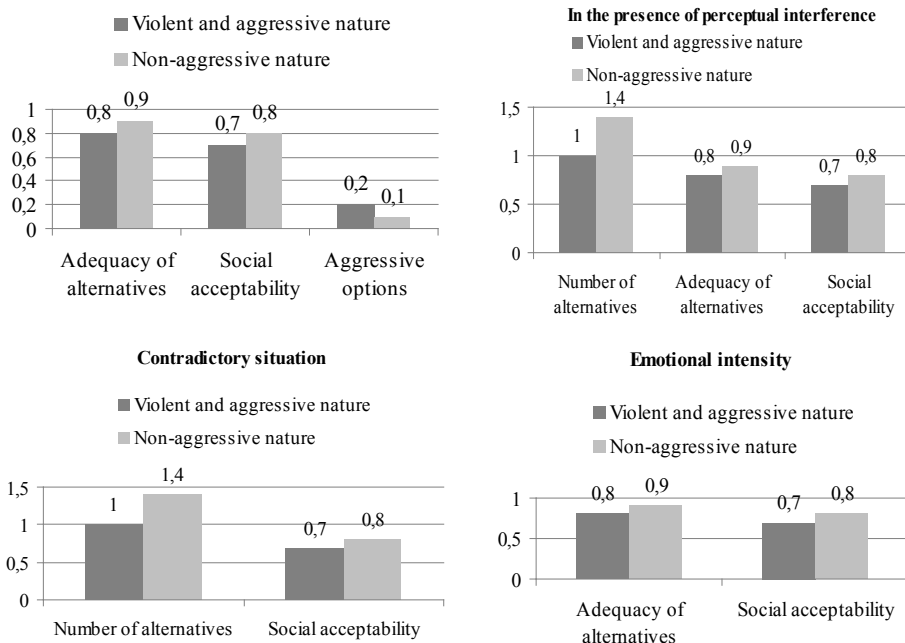 Violent and aggressive nature
Non-aggressive nature
1
0,8
0,6
0,4
0,2
0
0,8
0,9
0,7
0,8
0,2
0,1
Adequacy of
alternatives
Social
acceptability
Aggressive
options
In the presence of perceptual interference
Violent and aggressive nature
Non-aggressive nature
1,5
1
0,5
0
1
1,4
0,8
0,9
0,7
0,8
Number of
alternatives
Adequacy of
alternatives
Social
acceptability
Contradictory situation
Violent and aggressive nature
Non-aggressive nature
1,5
1
0,5
0
1
1,4
0,7
0,8
Number of alternatives
Social acceptability
Emotional intensity
Violent and aggressive nature
Non-aggressive nature
1
0,5
0
0,8
0,9
0,7
0,8
Adequacy of
alternatives
Social acceptability